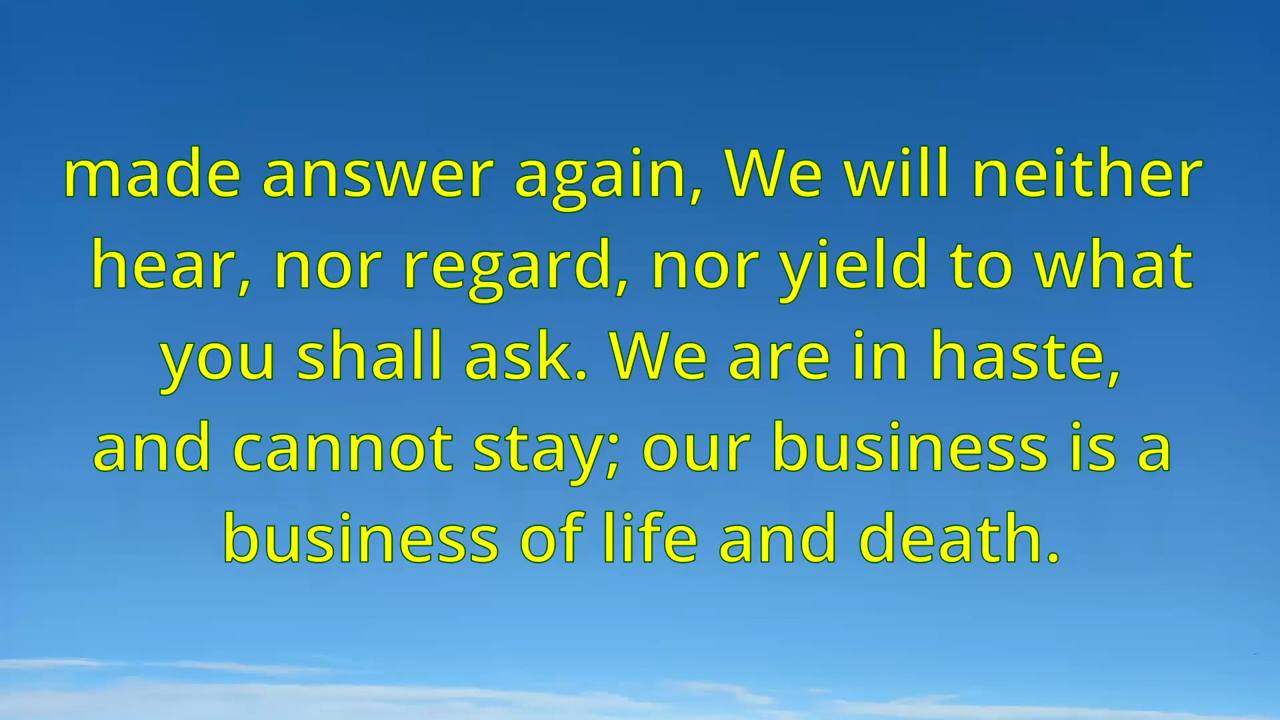 made answer again, We will neither
hear, nor regard, nor yield to what
you shall ask. We are in haste,
and cannot stay; our business is a
business of life and death.